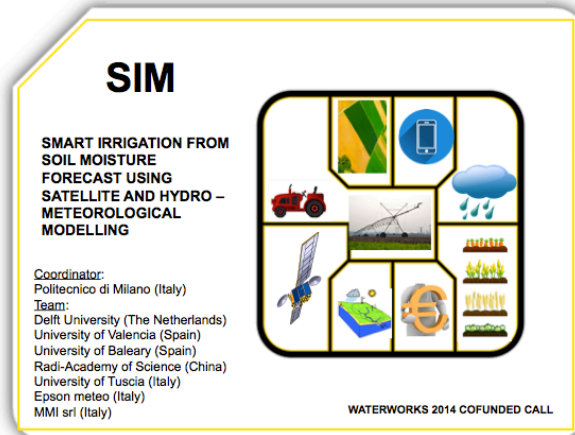 SIM
SMART IRRIGATION FROM
SOIL MOISTURE
FORECAST USING
SATELLITE AND HYDRO –
METEOROLOGICAL
MODELLING
Coordinator:
Politecnico di Milano (Italy)
Team:
Delft University (The Netherlands)
University of Valencia (Spain)
University of Baleary (Spain)
Radi-Academy of Science (China)
University of Tuscia (Italy)
Epson meteo (Italy)
MMI srl (Italy)
WATERWORKS 2014 COFUNDED CALL